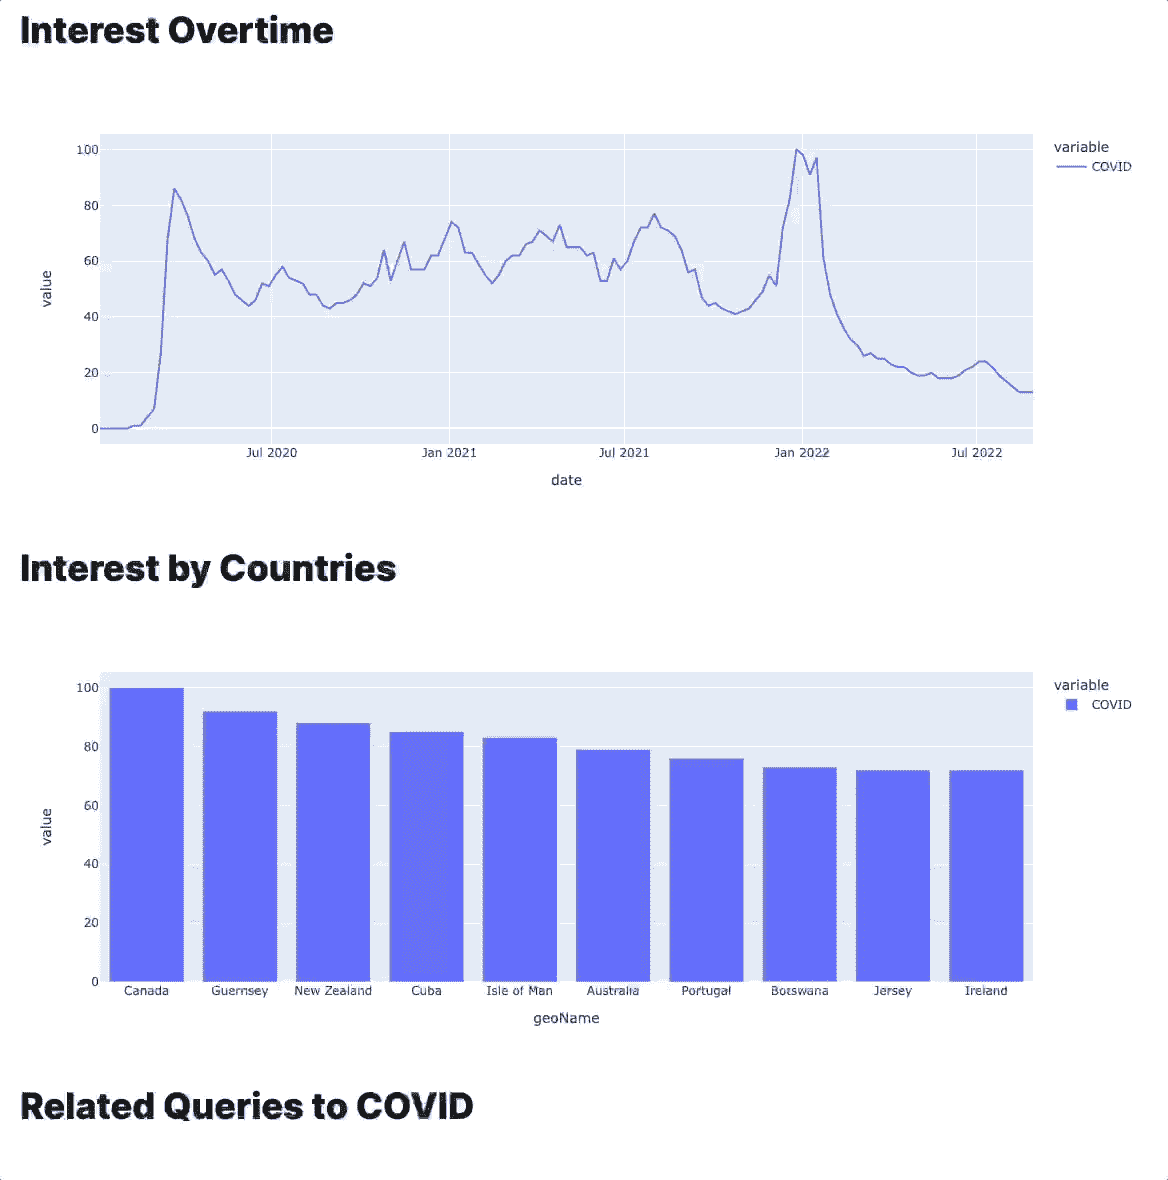 Interest Overtime
variable
COVID
100
80
60
40
20
0
value
Jul 2020 Jan 2021 Jul 2021 Jan 2022 Jul 2022
date
Interest by Countries
variable
COVID
100
80
60
40
20
0
value
Canada Guernsey New Zealand Cuba Isle of Man Australia Portugal Botswana Jersey Ireland
geoName
Related Queries to COVID